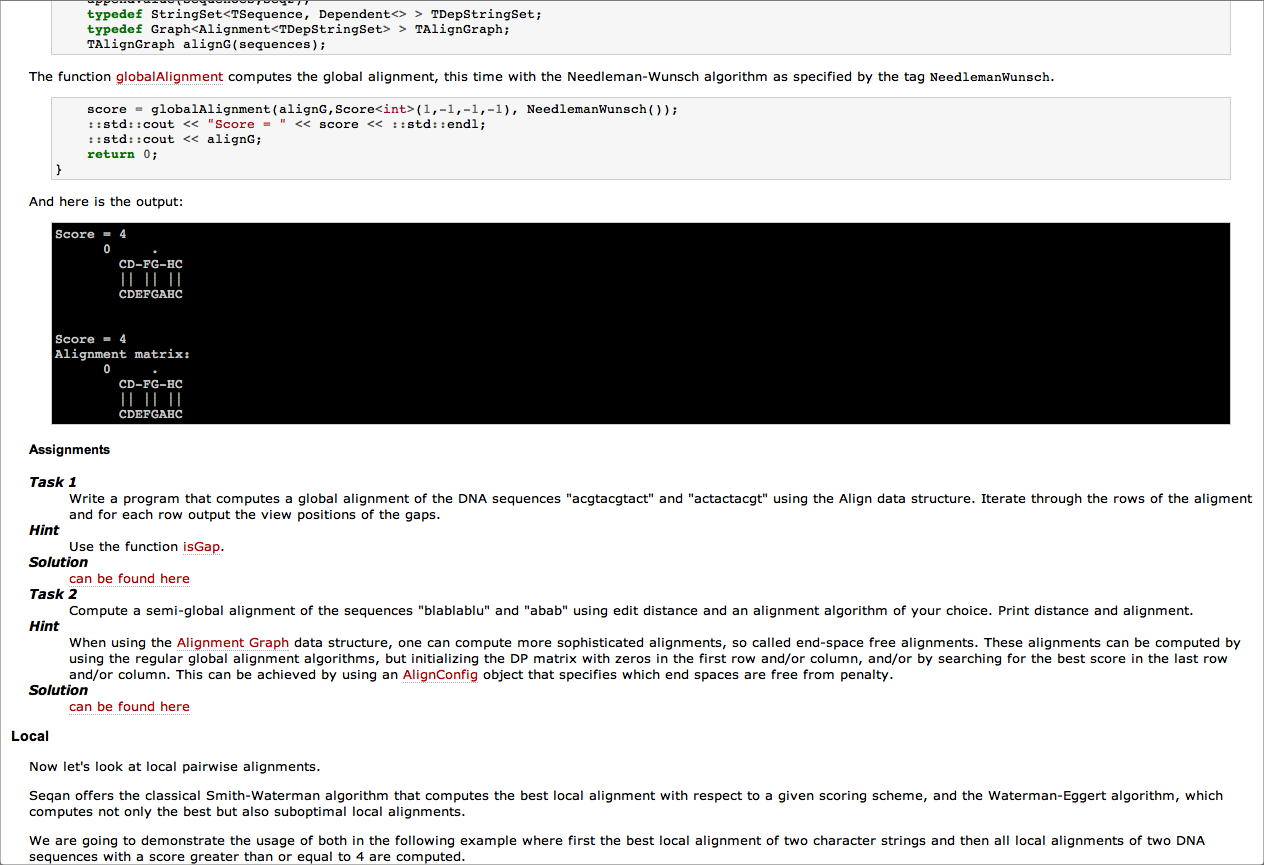 appendValue(sequences,seq2);
typedef StringSet<TSequence, Dependent<> > TDepStringSet;
typedef Graph<Alignment<TDepStringSet> > TAlignGraph;
TAlignGraph alignG(sequences);
The function globalAlignment computes the global alignment, this time with the Needleman-Wunsch algorithm as specified by the tag NeedlemanWunsch.
score = globalAlignment(alignG,Score<int>(1,-1,-1,-1), NeedlemanWunsch());
::std::cout << "Score = " << score << ::std::endl;
::std::cout << alignG;
return 0;
}
And here is the output:
Score = 4
0 .
CD-FG-HC
|| || ||
CDEFGAHC
Score = 4
Alignment matrix:
0 .
CD-FG-HC
|| || ||
CDEFGAHC
Assignments
Task 1
Write a program that computes a global alignment of the DNA sequences "acgtacgtact" and "actactacgt" using the Align data structure. Iterate through the rows of the aligment
and for each row output the view positions of the gaps.
Hint
Use the function isGap.
Solution
can be found here
Task 2
Compute a semi-global alignment of the sequences "blablablu" and "abab" using edit distance and an alignment algorithm of your choice. Print distance and alignment.
Hint
When using the Alignment Graph data structure, one can compute more sophisticated alignments, so called end-space free alignments. These alignments can be computed by
using the regular global alignment algorithms, but initializing the DP matrix with zeros in the first row and/or column, and/or by searching for the best score in the last row
and/or column. This can be achieved by using an AlignConfig object that specifies which end spaces are free from penalty.
Solution
can be found here
Local
Now let's look at local pairwise alignments.
Seqan offers the classical Smith-Waterman algorithm that computes the best local alignment with respect to a given scoring scheme, and the Waterman-Eggert algorithm, which
computes not only the best but also suboptimal local alignments.
We are going to demonstrate the usage of both in the following example where first the best local alignment of two character strings and then all local alignments of two DNA
sequences with a score greater than or equal to 4 are computed.